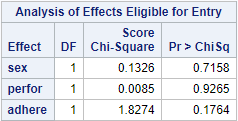 Analysis of Effects Eligible for Entry
Effect DF Score Chi-Square Pr > ChiSq
sex 1 0.1326 0.7158
perfor 1 0.0085 0.9265
adhere 1 1.8274 0.1764